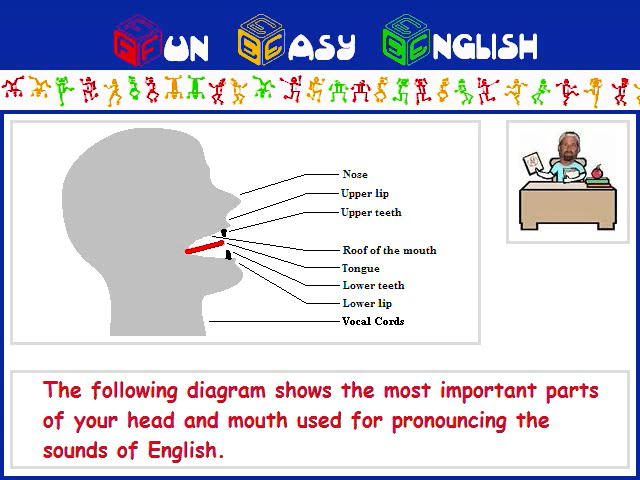 FUN EASY ENGLISH
Nose
Upper lip
Upper teeth
Roof of the mouth
Tongue
Lower teeth
Lower lip
Vocal Cords
The following diagram shows the most important parts
of your head and mouth used for pronouncing the
sounds of English.